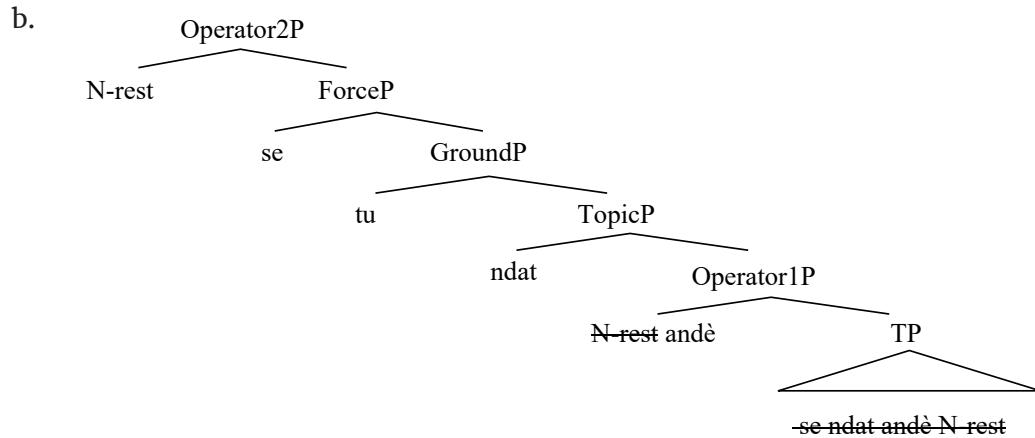 b.
Operator2P
N-rest ForceP
se GroundP
tu TopicP
ndat Operator1P
N-rest andè TP
se ndat andè N-rest